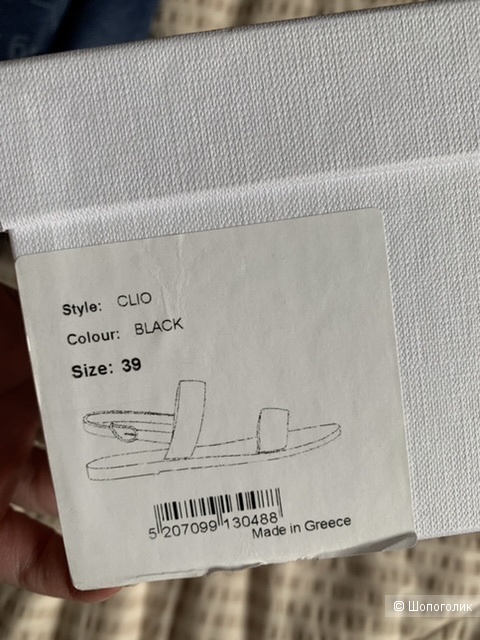 Style: CLIO
Colour: BLACK
Size: 39
5 207099 130488
Made in Greece
© Шопоголик